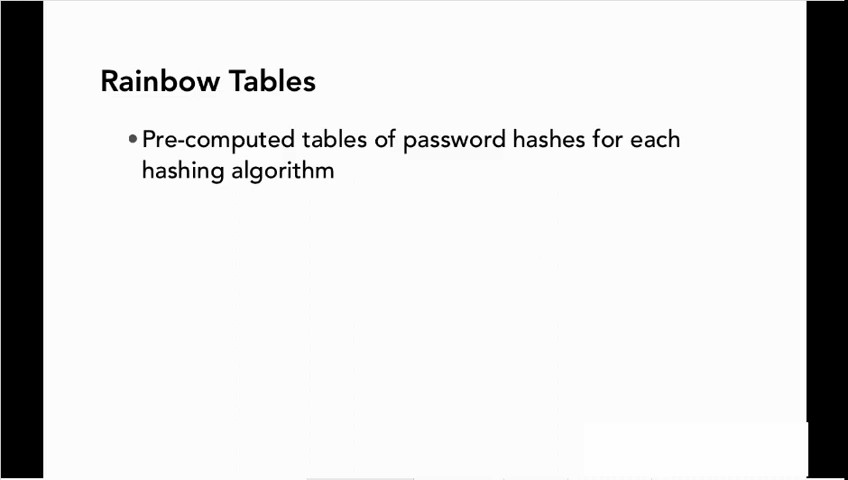 Rainbow Tables
•Pre-computed tables of password hashes for each
hashing algorithm